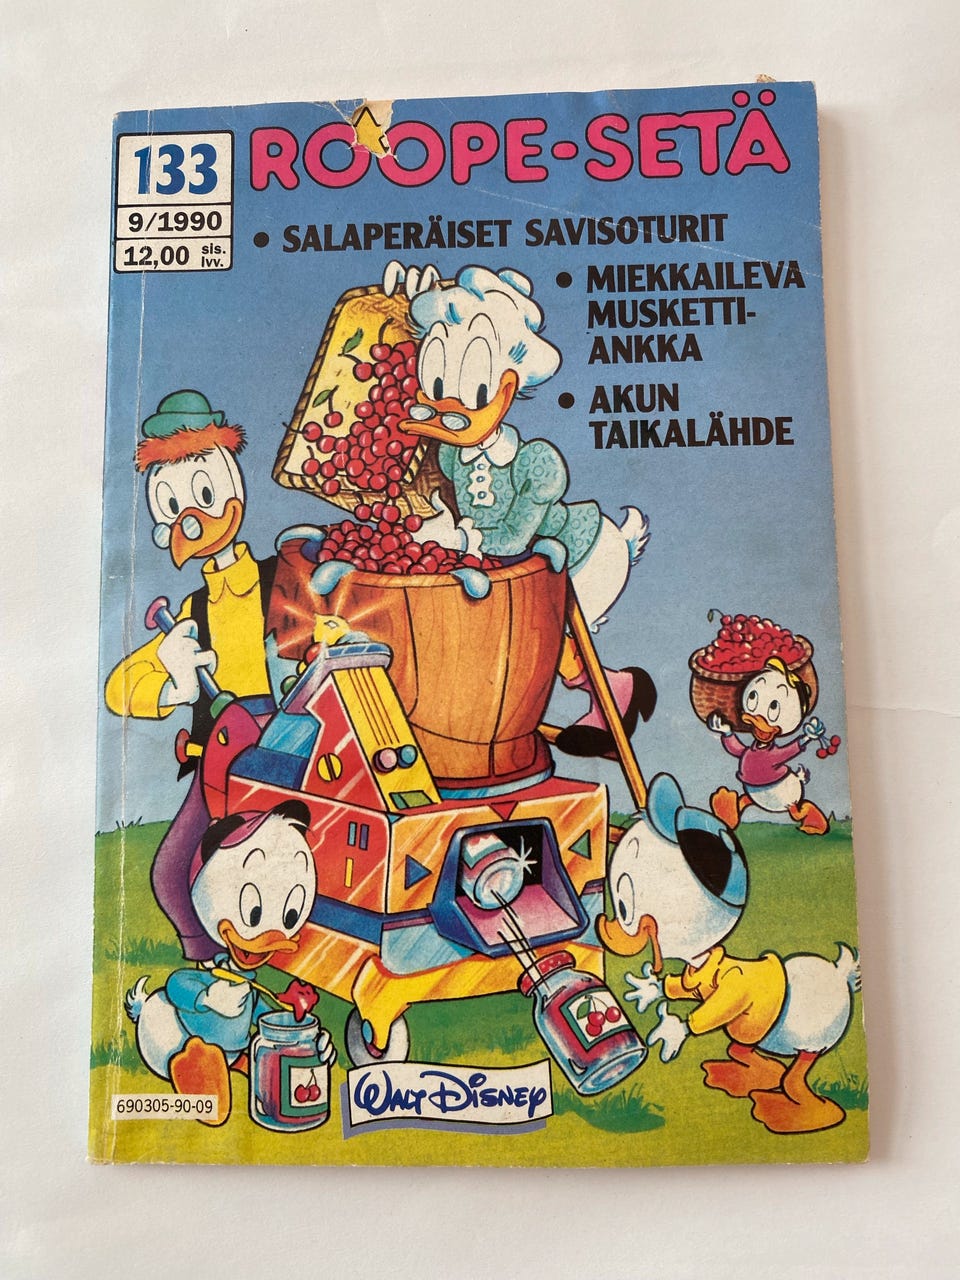 133
9/1990
12,00 sis. lvv.
ROOPE-SETÄ
• SALAPERÄISET SAVISOTURIT
• MIEKKAILEVA
MUSKETTI-
ANKKA
• AKUN
TAIKALÄHDE
WALT DISNEY
690305-90-09